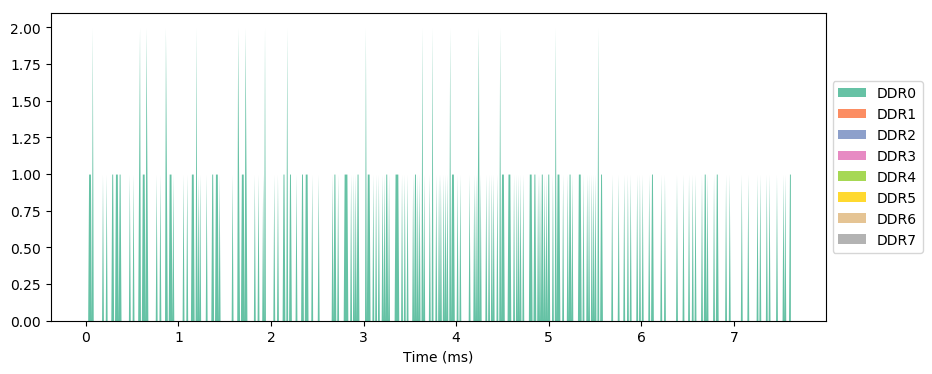 2.00
1.75
1.50
1.25
1.00
0.75
0.50
0.25
0.00
0 1 2 3 4 5 6 7
Time (ms)
DDR0
DDR1
DDR2
DDR3
DDR4
DDR5
DDR6
DDR7